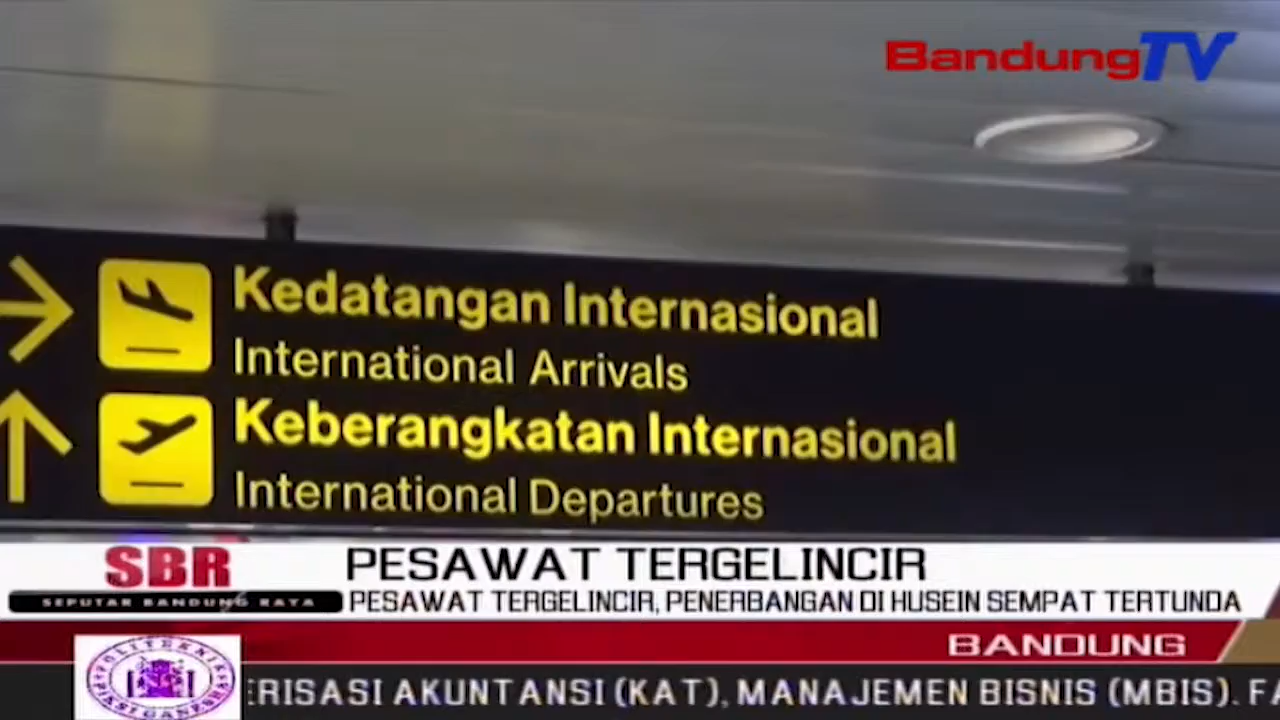 BandungTV
Kedatangan Internasional
International Arrivals
Keberangkatan Internasional
International Departures
SBR
SEPUTAR BANDUNG RAYA
PESAWAT TERGELINCIR
PESAWAT TERGELINCIR, PENERBANGAN DI HUSEIN SEMPAT TERTUNDA
BANDUNG
ERISASI AKUNTANSI (KAT), MANAJEMEN BISNIS (MBIS). FA